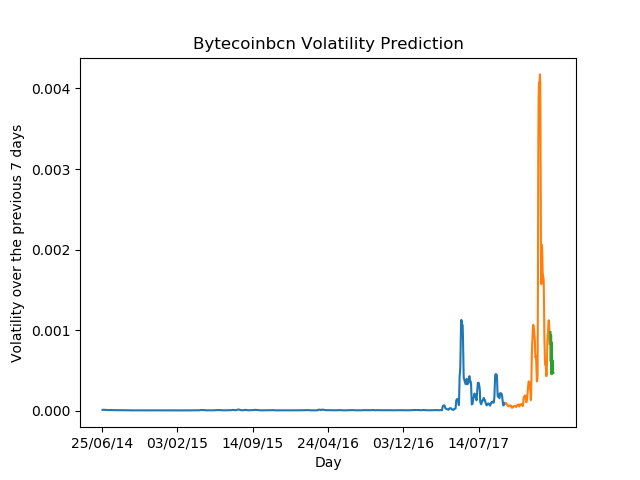 Bytecoinbcn Volatility Prediction
Volatility over the previous 7 days
0.004
0.003
0.002
0.001
0.000
25/06/14 03/02/15 14/09/15 24/04/16 03/12/16 14/07/17
Day